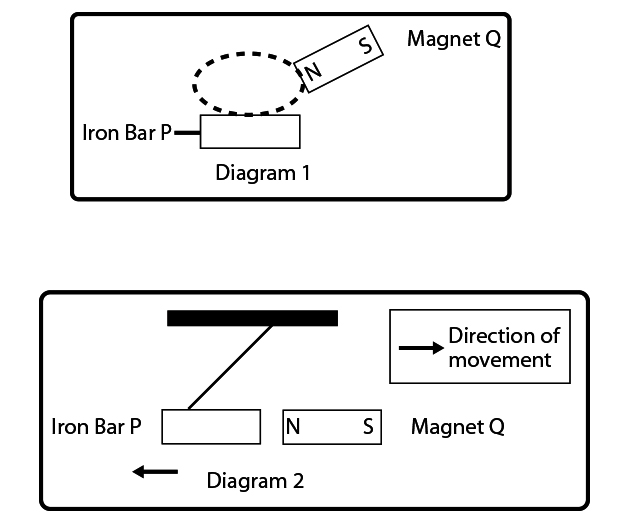 Magnet Q
N S
Iron Bar P
Diagram 1
Direction of
movement
Iron Bar P
N S
Magnet Q
Diagram 2